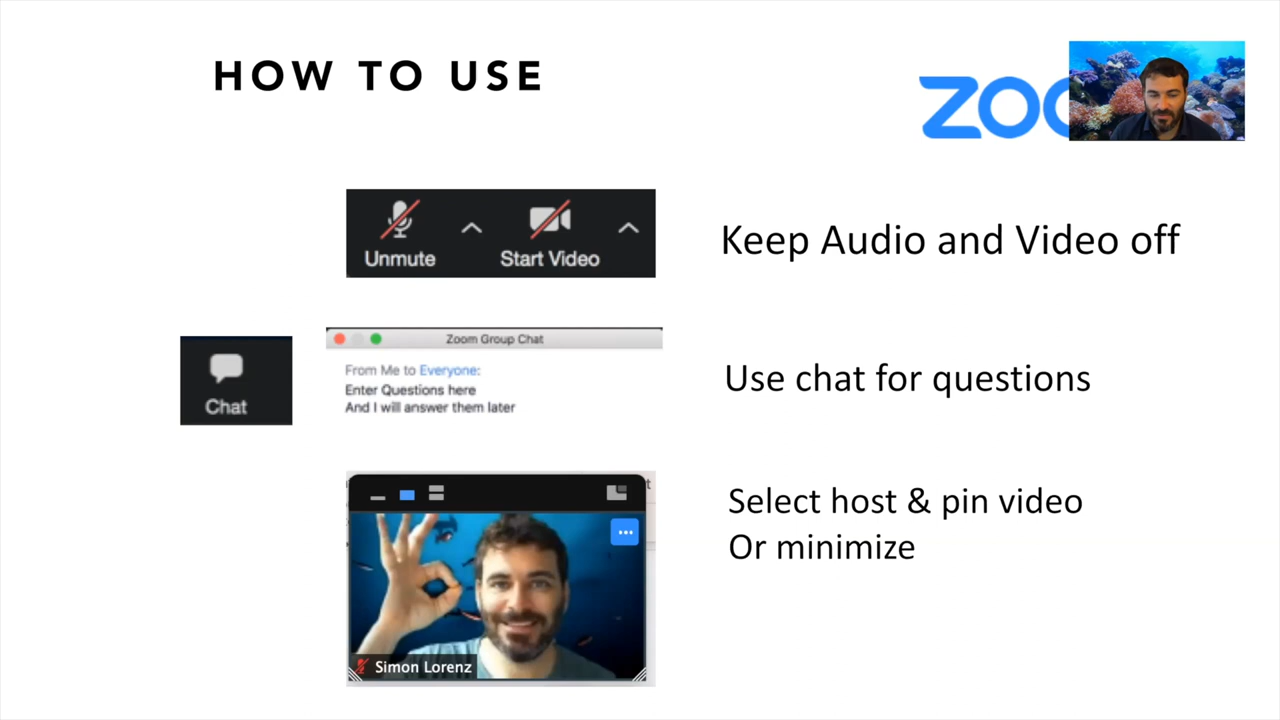 HOW TO USE
ZOO
Unmute
Start Video
Keep Audio and Video off
Chat
Zoom Group Chat
From Me to Everyone:
Enter Questions here
And I will answer them later
Use chat for questions
Select host & pin video
Or minimize
Simon Lorenz